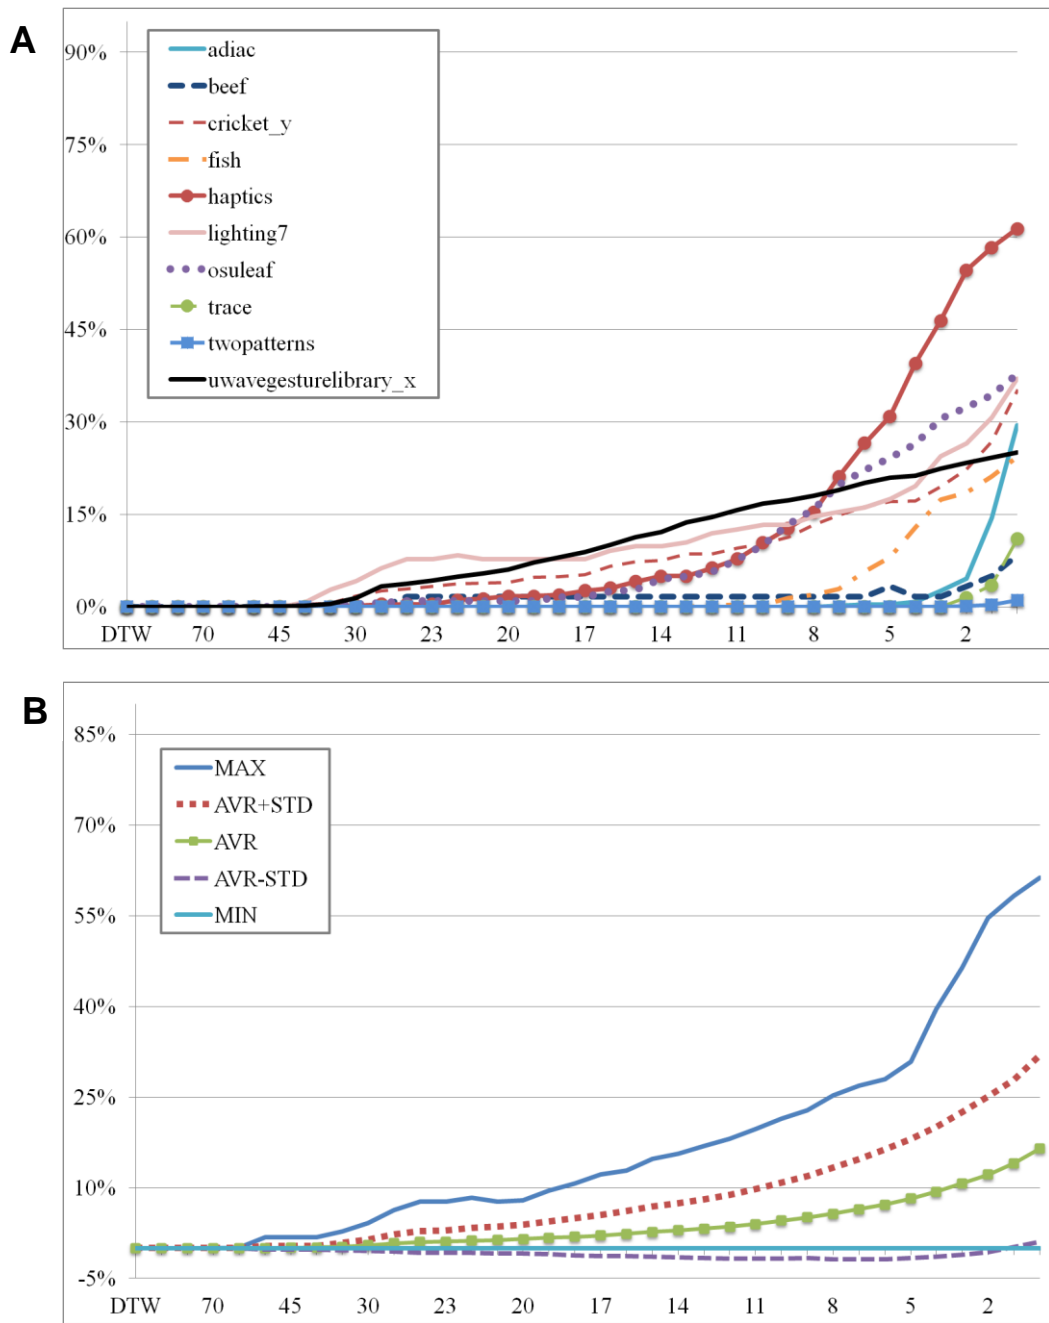 A
90%
75%
60%
45%
30%
15%
0%
adiac
beef
cricket_y
fish
haptics
lighting7
osuleaf
trace
twopatterns
uwavegesturelibrary_x
DTW 70 45 30 23 20 17 14 11 8 5 2
B
85%
70%
55%
40%
25%
10%
-5%
MAX
AVR+STD
AVR
AVR-STD
MIN
DTW 70 45 30 23 20 17 14 11 8 5 2